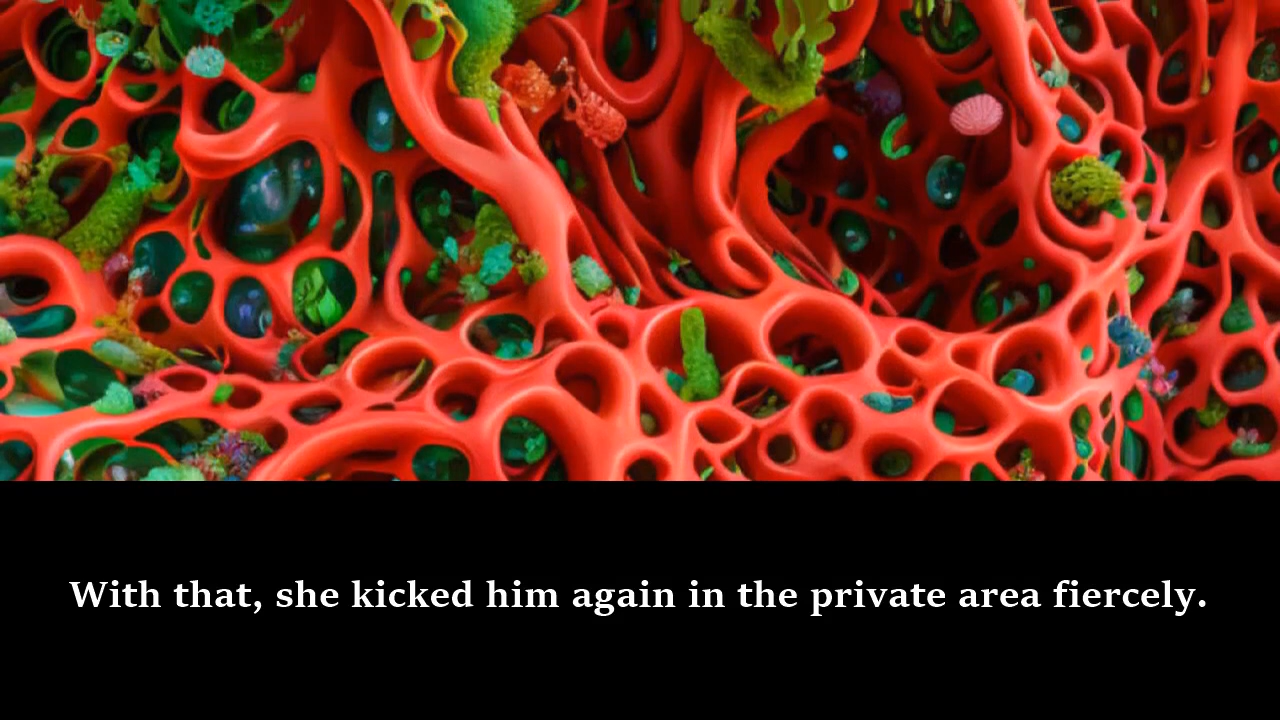 With that, she kicked him again in the private area fiercely.